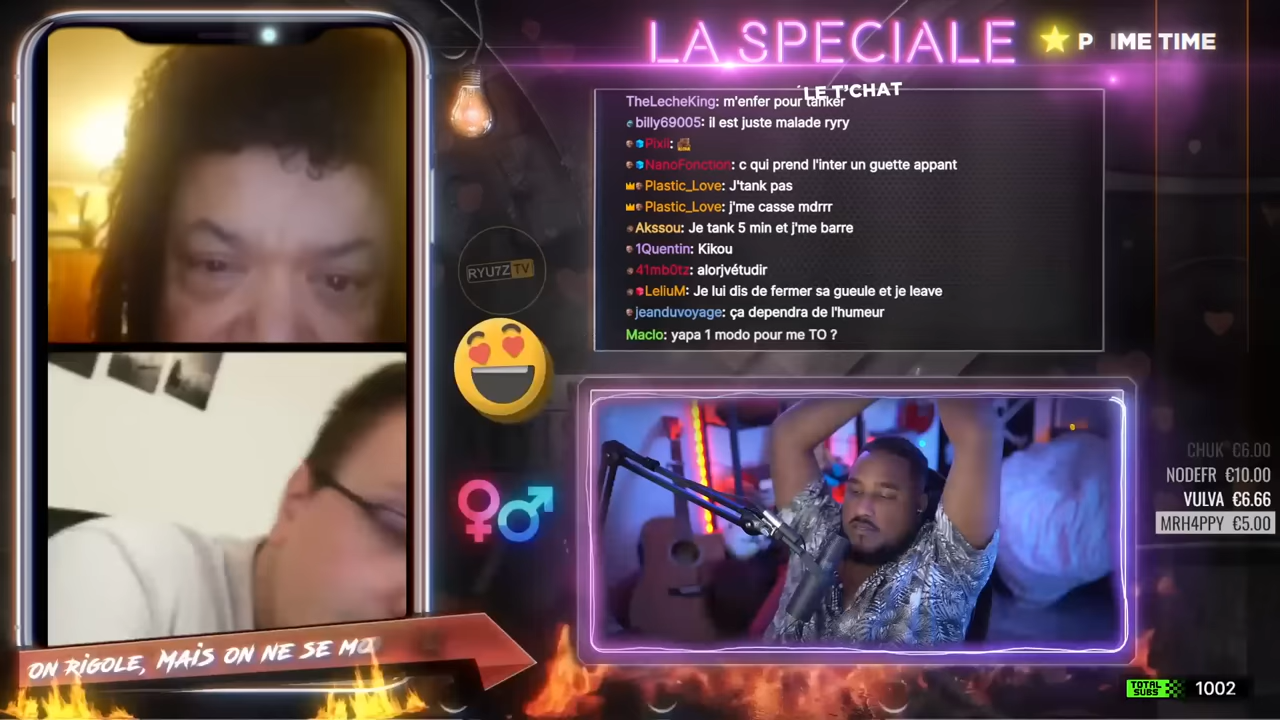 LA SPECIALE
P IME TIME
LE T'CHAT
TheLecheKing: m'enfer pour tanker
billy69005: il est juste malade ryry
Pixii:
NanoFonction: c qui prend l'inter un guette appant
Plastic_Love: J'tank pas
Plastic_Love: j'me casse mdrrr
Akssou: Je tank 5 min et j'me barre
1Quentin: Kikou
41mb0tz: alorjvétudir
LeliuM: Je lui dis de fermer sa gueule et je leave
jeanduvoyage: ça dependra de l'humeur
Maclo: yapa 1 modo pour me TO ?
RYU7Z TV
CHUK €6.00
NODEFR €10.00
VULVA €6.66
MRH4PPY €5.00
ON RIGOLE, MAIS ON NE SE MO
TOTAL SUBS 1002